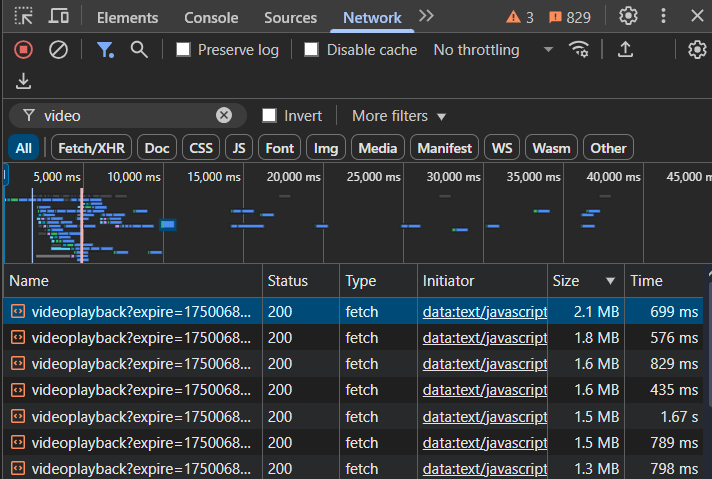 Elements Console Sources Network 3 829
Preserve log Disable cache No throttling
video Invert More filters
All Fetch/XHR Doc CSS JS Font Img Media Manifest WS Wasm Other
5,000 ms 10,000 ms 15,000 ms 20,000 ms 25,000 ms 30,000 ms 35,000 ms 40,000 ms 45,000 m
Name Status Type Initiator Size Time
videoplayback?expire=1750068... 200 fetch data:text/javascript 2.1 MB 699 ms
videoplayback?expire=1750068... 200 fetch data:text/javascript 1.8 MB 576 ms
videoplayback?expire=1750068... 200 fetch data:text/javascript 1.6 MB 829 ms
videoplayback?expire=1750068... 200 fetch data:text/javascript 1.6 MB 435 ms
videoplayback?expire=1750068... 200 fetch data:text/javascript 1.5 MB 1.67 s
videoplayback?expire=1750068... 200 fetch data:text/javascript 1.5 MB 789 ms
videoplayback?expire=1750068... 200 fetch data:text/javascript 1.3 MB 798 ms